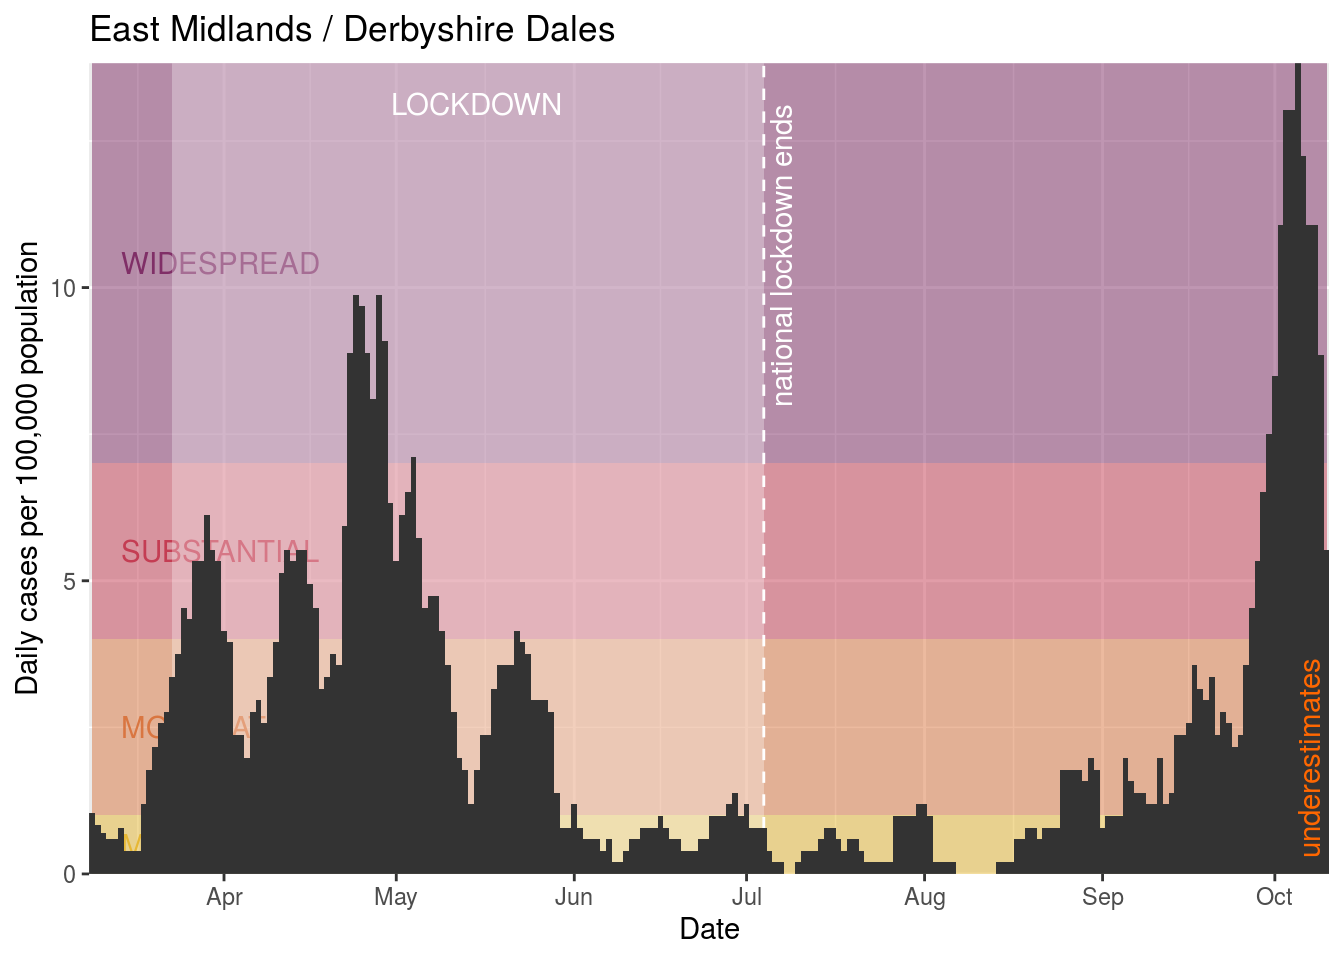 East Midlands / Derbyshire Dales
LOCKDOWN
national lockdown ends
WIDESPREAD
SUBSTANTIAL
underestimates
Daily cases per 100,000 population
10
5
0
Apr
May
Jun
Jul
Aug
Sep
Oct
Date